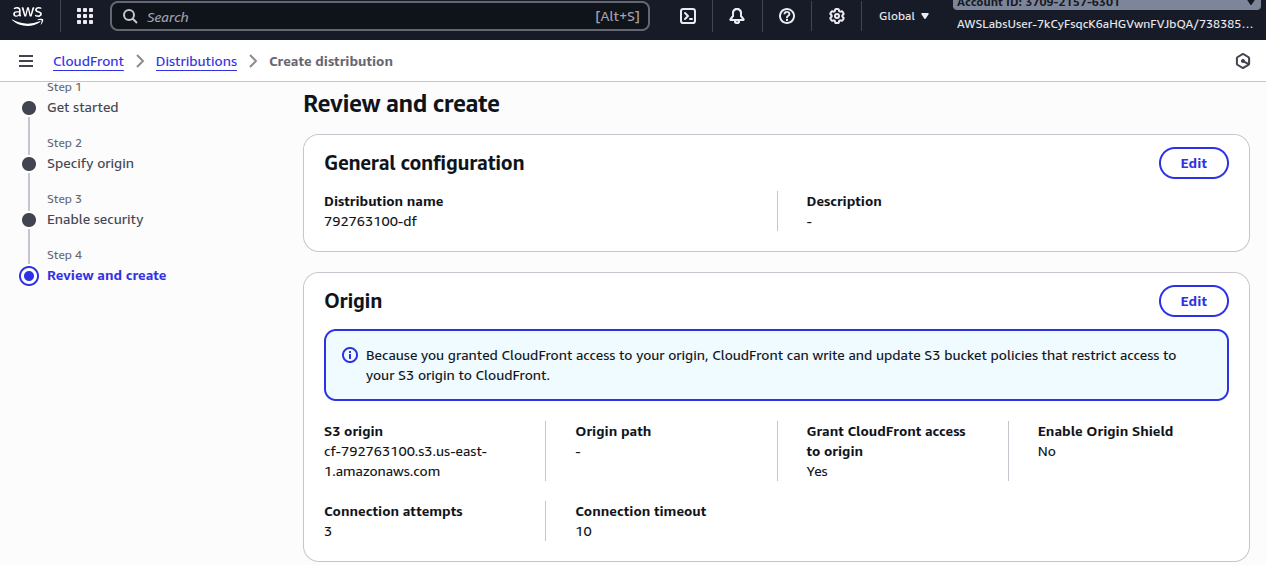 aws
Search
[Alt+S]
Global
Account ID: 3709-2157-6301
AWSLabsUser-7kCyFsqcK6aHGVwnFVJbQA/738385...
CloudFront
Distributions
Create distribution
Step 1
Get started
Step 2
Specify origin
Step 3
Enable security
Step 4
Review and create
Review and create
General configuration
Edit
Distribution name
792763100-df
Description
-
Origin
Edit
Because you granted CloudFront access to your origin, CloudFront can write and update S3 bucket policies that restrict access to
your S3 origin to CloudFront.
S3 origin
cf-792763100.s3.us-east-
1.amazonaws.com
Origin path
-
Grant CloudFront access
to origin
Yes
Enable Origin Shield
No
Connection attempts
3
Connection timeout
10